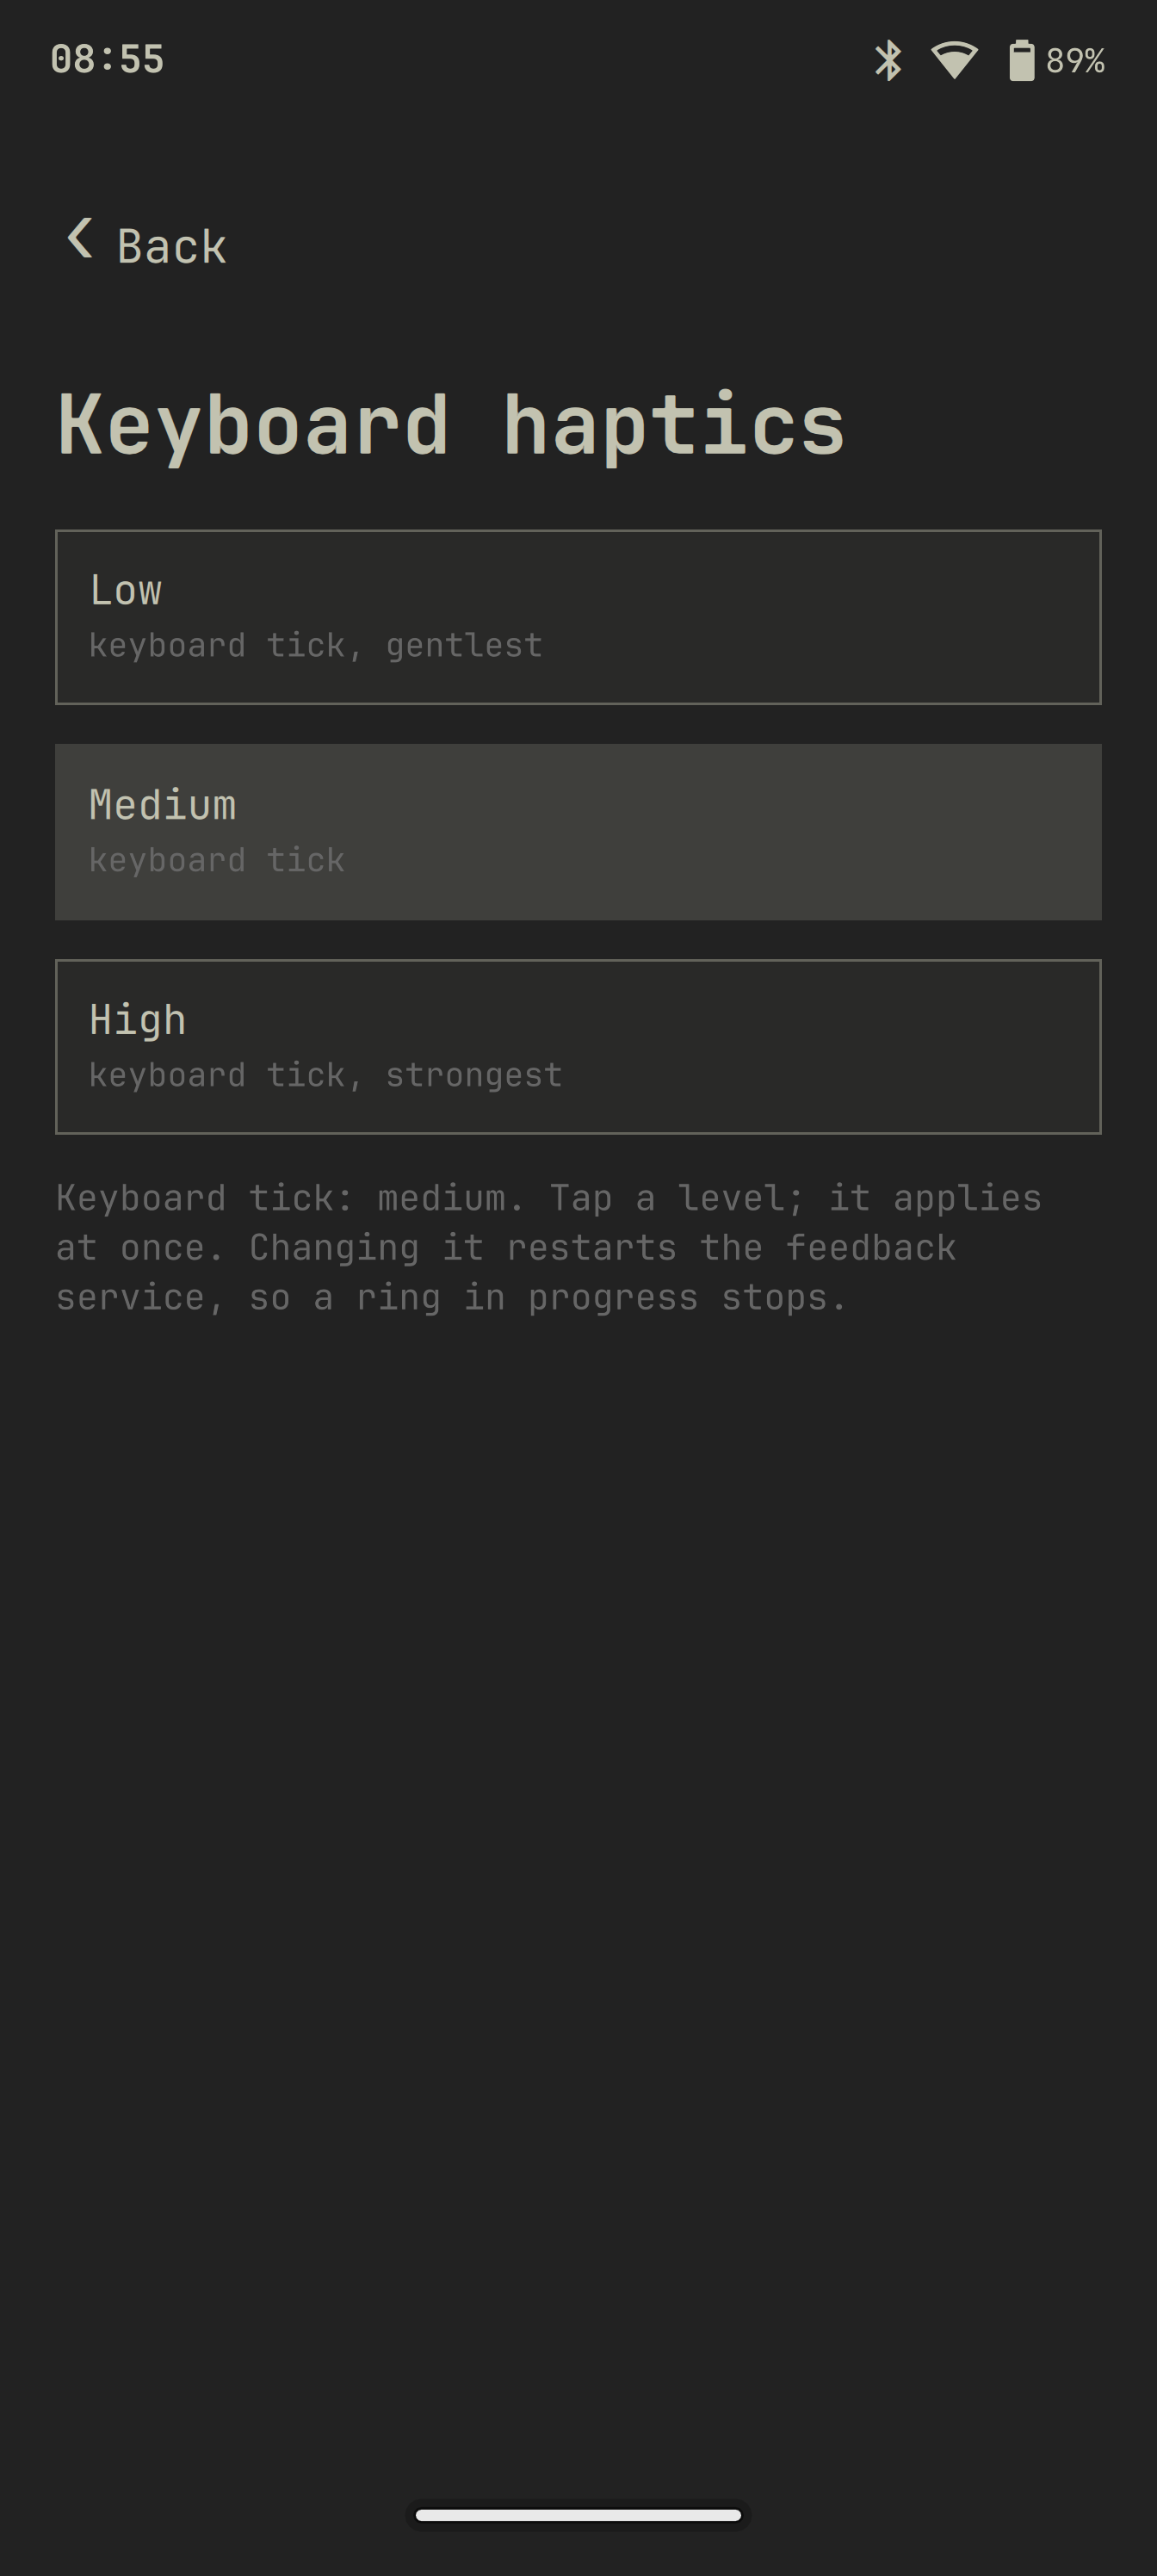 08:55
89%
Back
Keyboard haptics
Low
keyboard tick, gentlest
Medium
keyboard tick
High
keyboard tick, strongest
Keyboard tick: medium. Tap a level; it applies
at once. Changing it restarts the feedback
service, so a ring in progress stops.